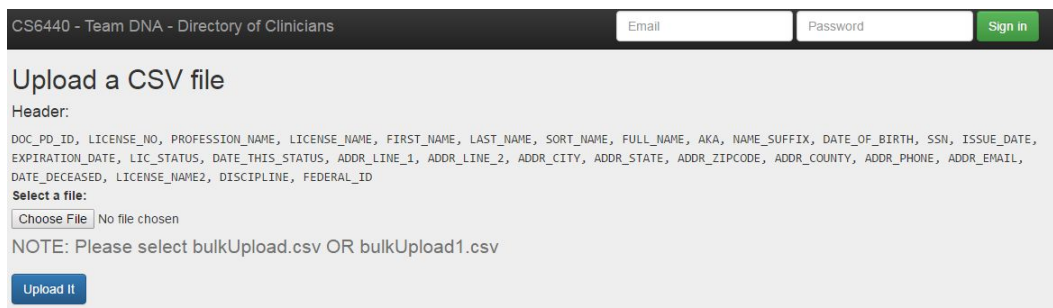 CS6440 - Team DNA - Directory of Clinicians Email Password Sign in
Upload a CSV file
Header:
DOC_PD_ID, LICENSE_NO, PROFESSION_NAME, LICENSE_NAME, FIRST_NAME, LAST_NAME, SORT_NAME, FULL_NAME, AKA, NAME_SUFFIX, DATE_OF_BIRTH, SSN, ISSUE_DATE,
EXPIRATION_DATE, LIC_STATUS, DATE_THIS_STATUS, ADDR_LINE_1, ADDR_LINE_2, ADDR_CITY, ADDR_STATE, ADDR_ZIPCODE, ADDR_COUNTY, ADDR_PHONE, ADDR_EMAIL,
DATE_DECEASED, LICENSE_NAME2, DISCIPLINE, FEDERAL_ID
Select a file:
Choose File No file chosen
NOTE: Please select bulkUpload.csv OR bulkUpload1.csv
Upload It